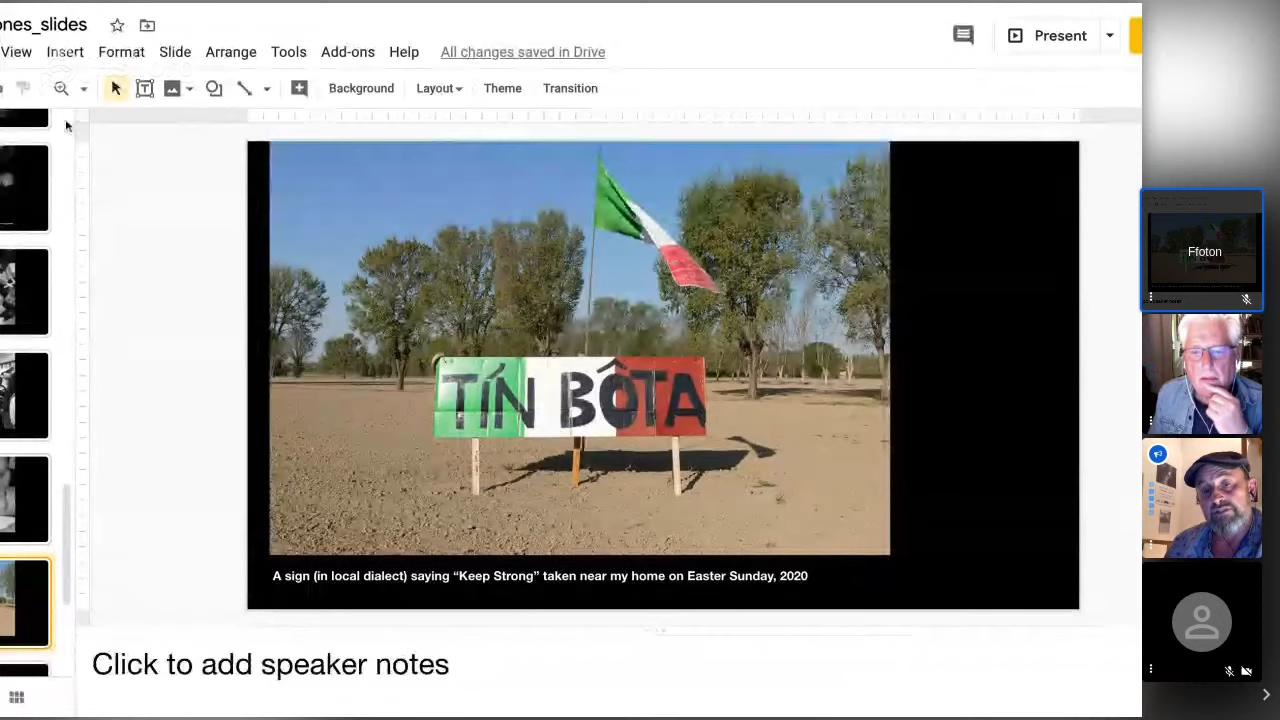 ones_slides
View Insert Format Slide Arrange Tools Add-ons Help All changes saved in Drive
Present
Background Layout Theme Transition
TÍN BÔTA
A sign (in local dialect) saying “Keep Strong” taken near my home on Easter Sunday, 2020
Click to add speaker notes
Ffoton